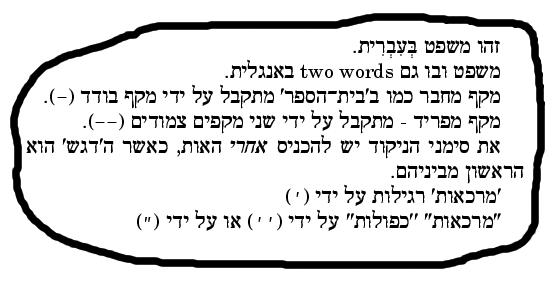 זהו משפט בְּעִבְרִית.
משפט ובו גם two words באנגלית.
מקף מחבר כמו ב'בית־הספר' מתקבל על ידי מקף בודד (-).
מקף מפריד - מתקבל על ידי שני מקפים צמודים (--).
את סימני הניקוד יש להכניס אחרי האות, כאשר ה'דגש' הוא
הראשון מביניהם.
'מרכאות' רגילות על ידי (')
"מרכאות" "כפולות" על ידי ('') או על ידי (")